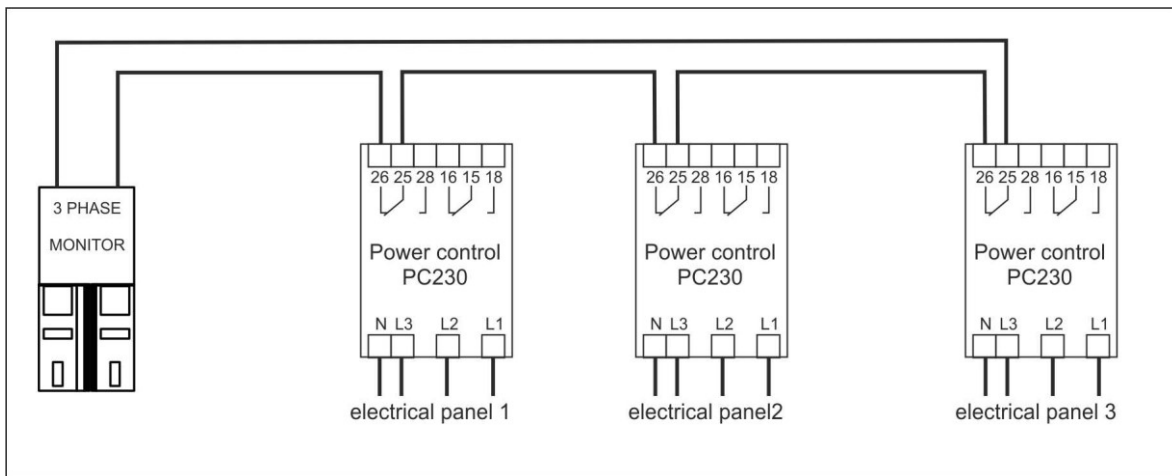 3 PHASE
MONITOR
26 25 28 16 15 18
Power control
PC230
N L3 L2 L1
electrical panel 1
26 25 28 16 15 18
Power control
PC230
N L3 L2 L1
electrical panel2
26 25 28 16 15 18
Power control
PC230
N L3 L2 L1
electrical panel 3